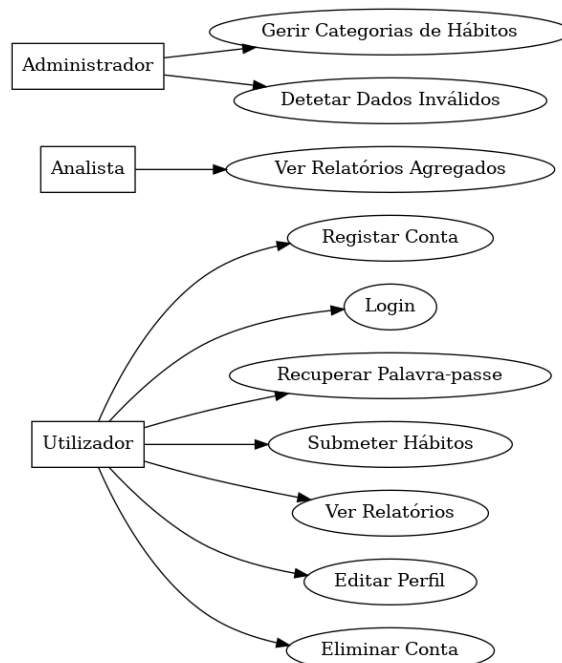 Administrador
Gerir Categorias de Hábitos
Detetar Dados Inválidos
Analista
Ver Relatórios Agregados
Utilizador
Registar Conta
Login
Recuperar Palavra-passe
Submeter Hábitos
Ver Relatórios
Editar Perfil
Eliminar Conta